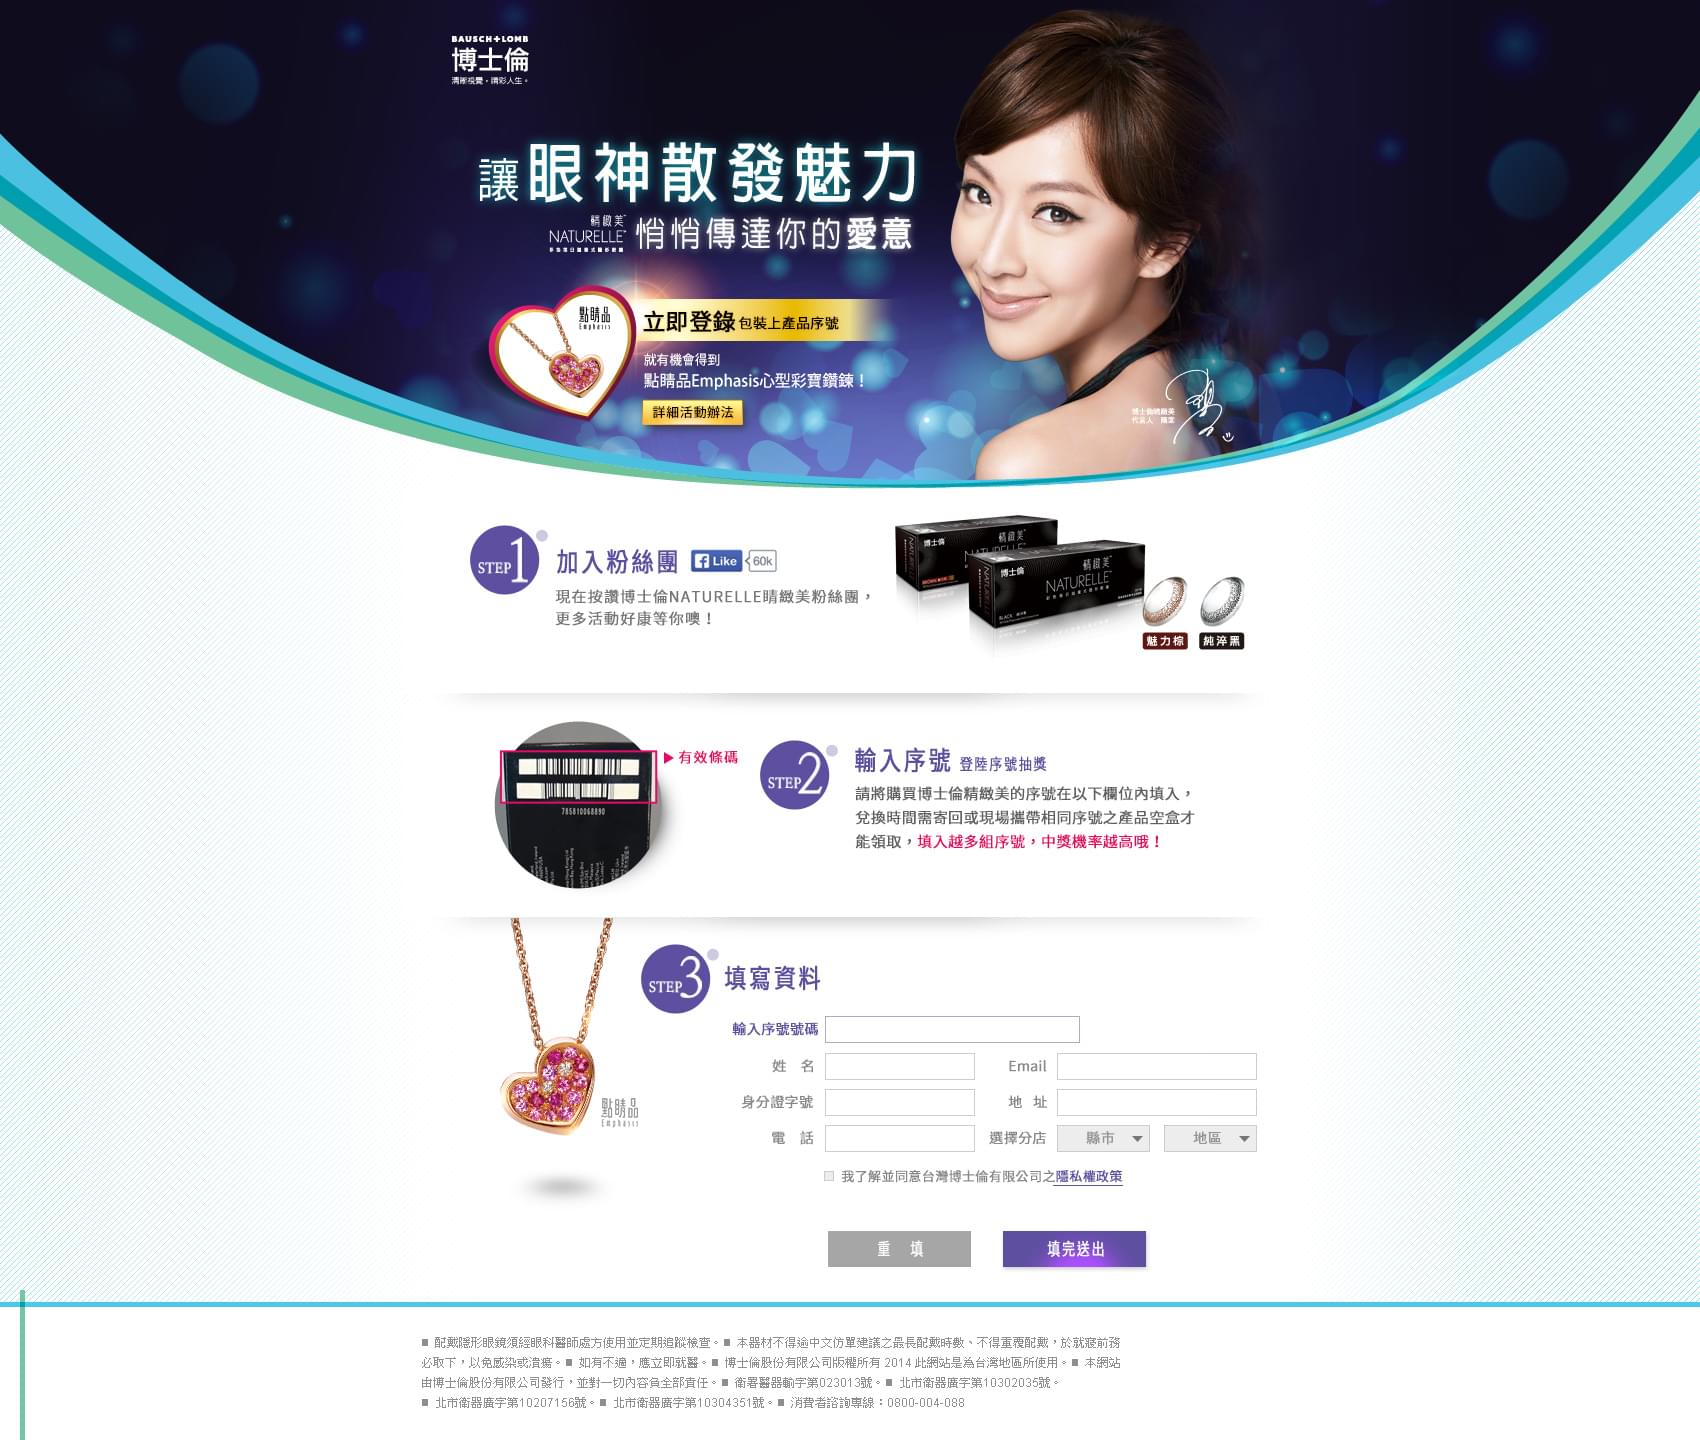 BAUSCH+LOMB
博士倫
清晰視覺，精彩人生。
讓眼神散發魅力
睛緻美™
NATURELLE™
悄悄傳達你的愛意
點睛品
Emphasis
立即登錄包裝上產品序號
就有機會得到
點睛品Emphasis心型彩寶鑽鍊！
詳細活動辦法
博士倫睛緻美
代言人
STEP1
加入粉絲團
Like
60k
現在按讚博士倫NATURELLE睛緻美粉絲團，
更多活動好康等你噢！
博士倫
睛緻美™
NATURELLE
博士倫
睛緻美™
NATURELLE™
NATURELLE
BLACK
魅力棕
純淬黑
有效條碼
785810068890
STEP2
輸入序號 登陸序號抽獎
請將購買博士倫精緻美的序號在以下欄位內填入，
兌換時間需寄回或現場攜帶相同序號之產品空盒才
能領取，填入越多組序號，中獎機率越高哦！
STEP3
填寫資料
點睛品
Emphasis
輸入序號號碼
姓 名
Email
身分證字號
地 址
電 話
選擇分店
縣市
地區
我了解並同意台灣博士倫有限公司之隱私權政策
重 填
填完送出
■ 配戴隱形眼鏡須經眼科醫師處方使用並定期追蹤檢查。■ 本器材不得逾中文仿單建議之最長配戴時數、不得重覆配戴，於就寢前務
必取下，以免感染或潰瘍。■ 如有不適，應立即就醫。■ 博士倫股份有限公司版權所有 2014 此網站是為台湾地區所使用。■ 本網站
由博士倫股份有限公司發行，並對一切內容負全部責任。■ 衛署醫器輸字第023013號。■ 北市衛器廣字第10302035號。
■ 北市衛器廣字第10207156號。■ 北市衛器廣字第10304351號。■ 消費者諮詢專線：0800-004-088